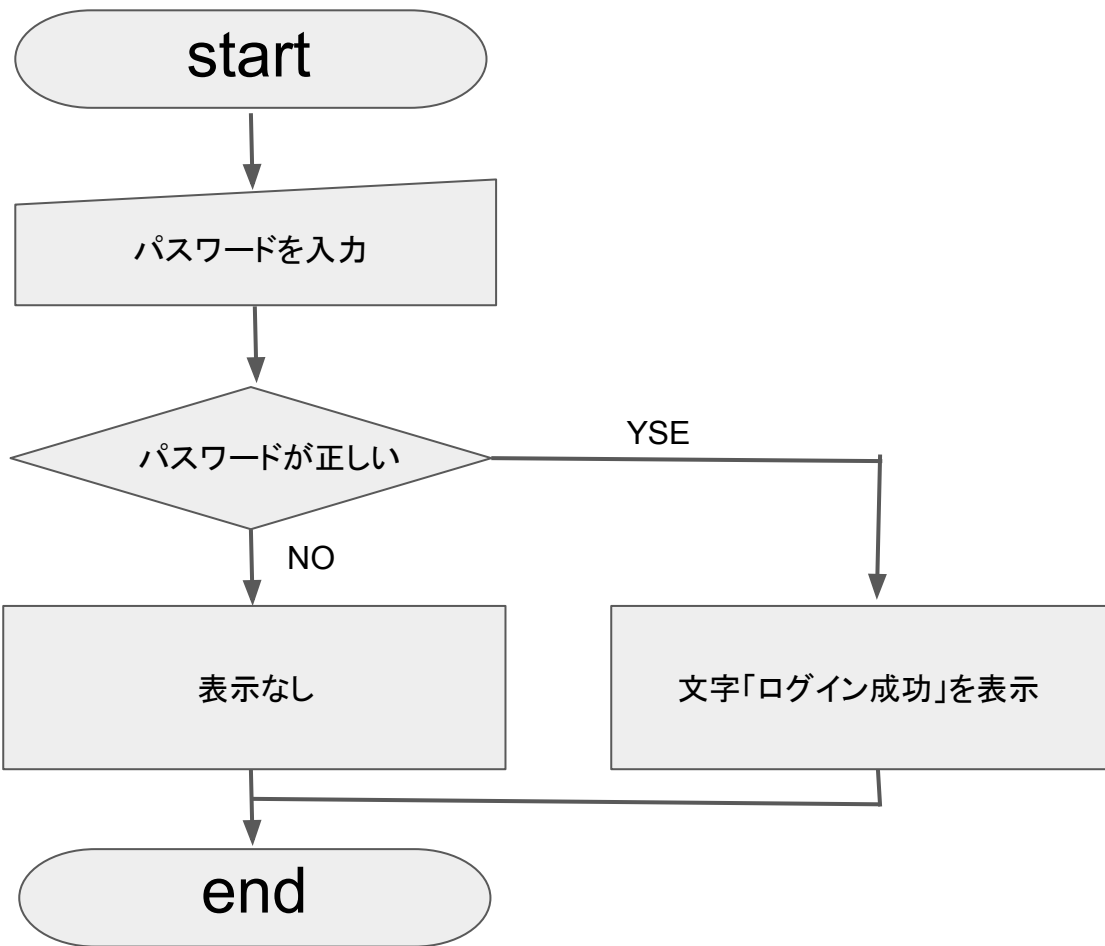 start
パスワードを入力
パスワードが正しい
YSE
NO
表示なし
文字「ログイン成功」を表示
end